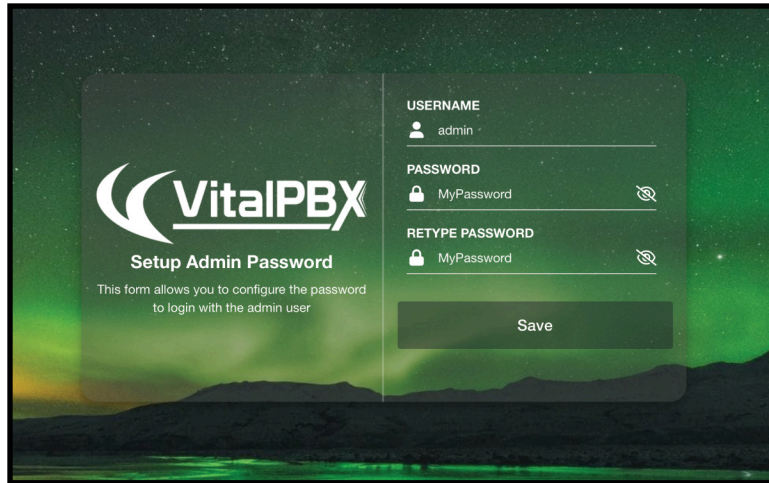 VitalPBX
Setup Admin Password
This form allows you to configure the password
to login with the admin user
USERNAME
admin
PASSWORD
MyPassword
RETYPE PASSWORD
MyPassword
Save